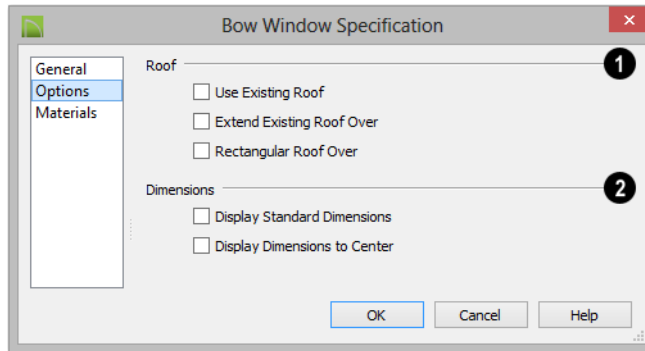 Bow Window Specification
General
Options
Materials
Roof
1
Use Existing Roof
Extend Existing Roof Over
Rectangular Roof Over
Dimensions
2
Display Standard Dimensions
Display Dimensions to Center
OK
Cancel
Help